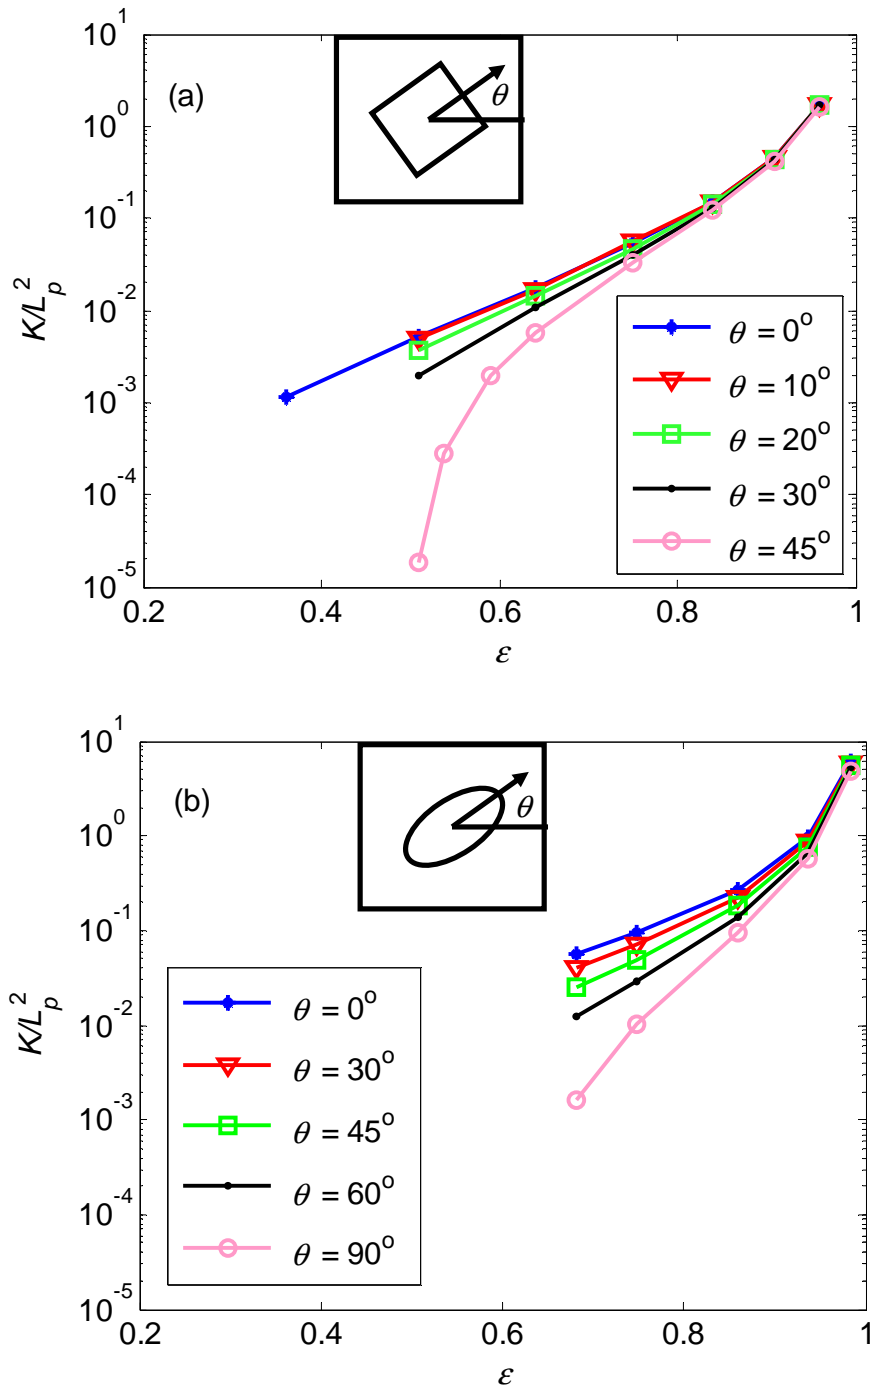 10^1
(a)
θ
10^0
10^-1
10^-2
10^-3
10^-4
10^-5
K/L_p^2
θ = 0^o
θ = 10^o
θ = 20^o
θ = 30^o
θ = 45^o
0.2 0.4 0.6 0.8 1
ε
10^1
(b)
θ
10^0
10^-1
10^-2
10^-3
10^-4
10^-5
K/L_p^2
θ = 0^o
θ = 30^o
θ = 45^o
θ = 60^o
θ = 90^o
0.2 0.4 0.6 0.8 1
ε